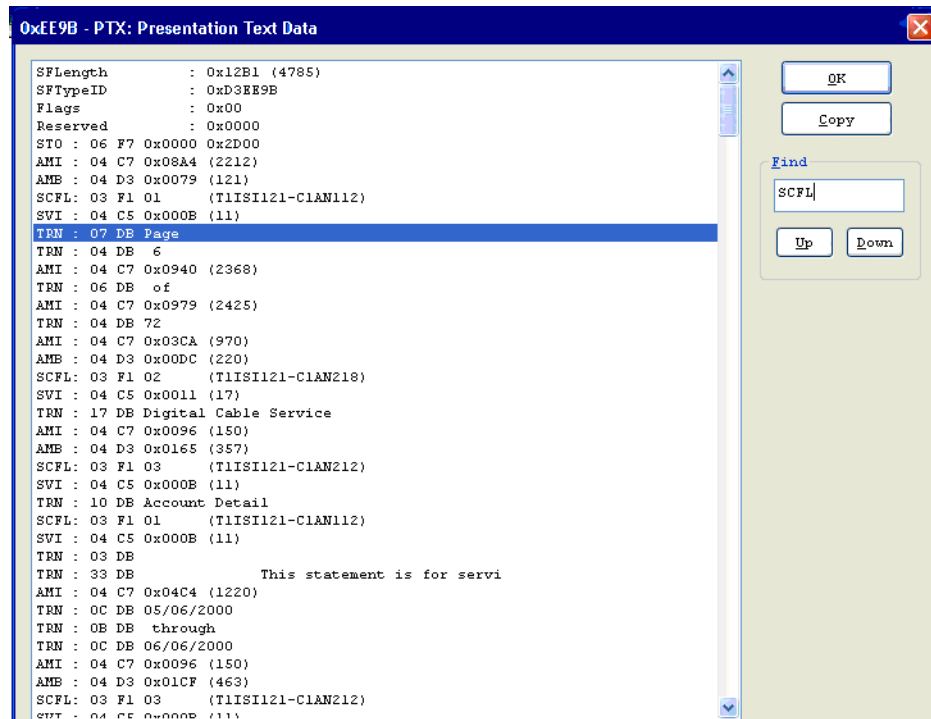 0xEE9B - PTX: Presentation Text Data
SFLength : 0x12B1 (4785)
SFTypeID : 0xD3EE9B
Flags : 0x00
Reserved : 0x0000
STO : 06 F7 0x0000 0x2D00
AMI : 04 C7 0x08A4 (2212)
AMB : 04 D3 0x0079 (121)
SCFL: 03 F1 01 (T1ISI121-C1AN112)
SVI : 04 C5 0x000B (11)
TRN : 07 DB Page
TRN : 04 DB 6
AMI : 04 C7 0x0940 (2368)
TRN : 06 DB of
AMI : 04 C7 0x0979 (2425)
TRN : 04 DB 72
AMI : 04 C7 0x03CA (970)
AMB : 04 D3 0x00DC (220)
SCFL: 03 F1 02 (T1ISI121-C1AN218)
SVI : 04 C5 0x0011 (17)
TRN : 17 DB Digital Cable Service
AMI : 04 C7 0x0096 (150)
AMB : 04 D3 0x0165 (357)
SCFL: 03 F1 03 (T1ISI121-C1AN212)
SVI : 04 C5 0x000B (11)
TRN : 10 DB Account Detail
SCFL: 03 F1 01 (T1ISI121-C1AN112)
SVI : 04 C5 0x000B (11)
TRN : 03 DB
TRN : 33 DB This statement is for servi
AMI : 04 C7 0x04C4 (1220)
TRN : 0C DB 05/06/2000
TRN : 0B DB through
TRN : 0C DB 06/06/2000
AMI : 04 C7 0x0096 (150)
AMB : 04 D3 0x01CF (463)
SCFL: 03 F1 03 (T1ISI121-C1AN212)
SVI : 04 C5 0x000B (11)
OK
Copy
Find
SCFL
Up Down